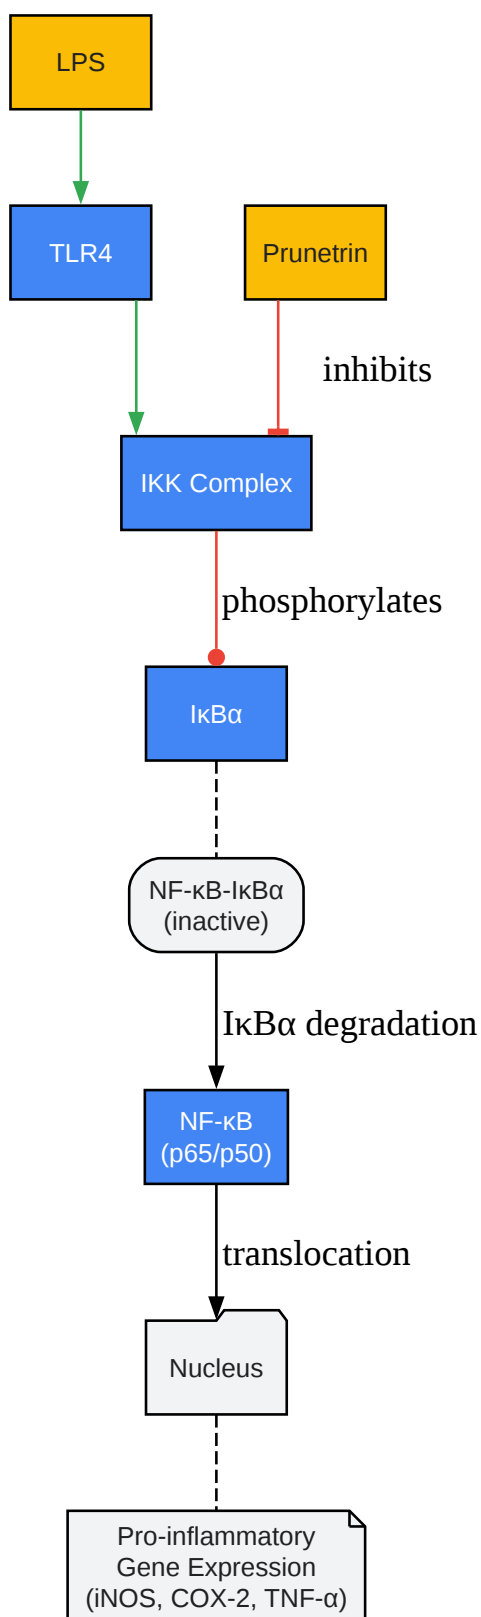 LPS
TLR4
Prunetrin
inhibits
IKK Complex
phosphorylates
IκBα
NF-κB-IκBα
(inactive)
IκBα degradation
NF-κB
(p65/p50)
translocation
Nucleus
Pro-inflammatory
Gene Expression
(iNOS, COX-2, TNF-α)